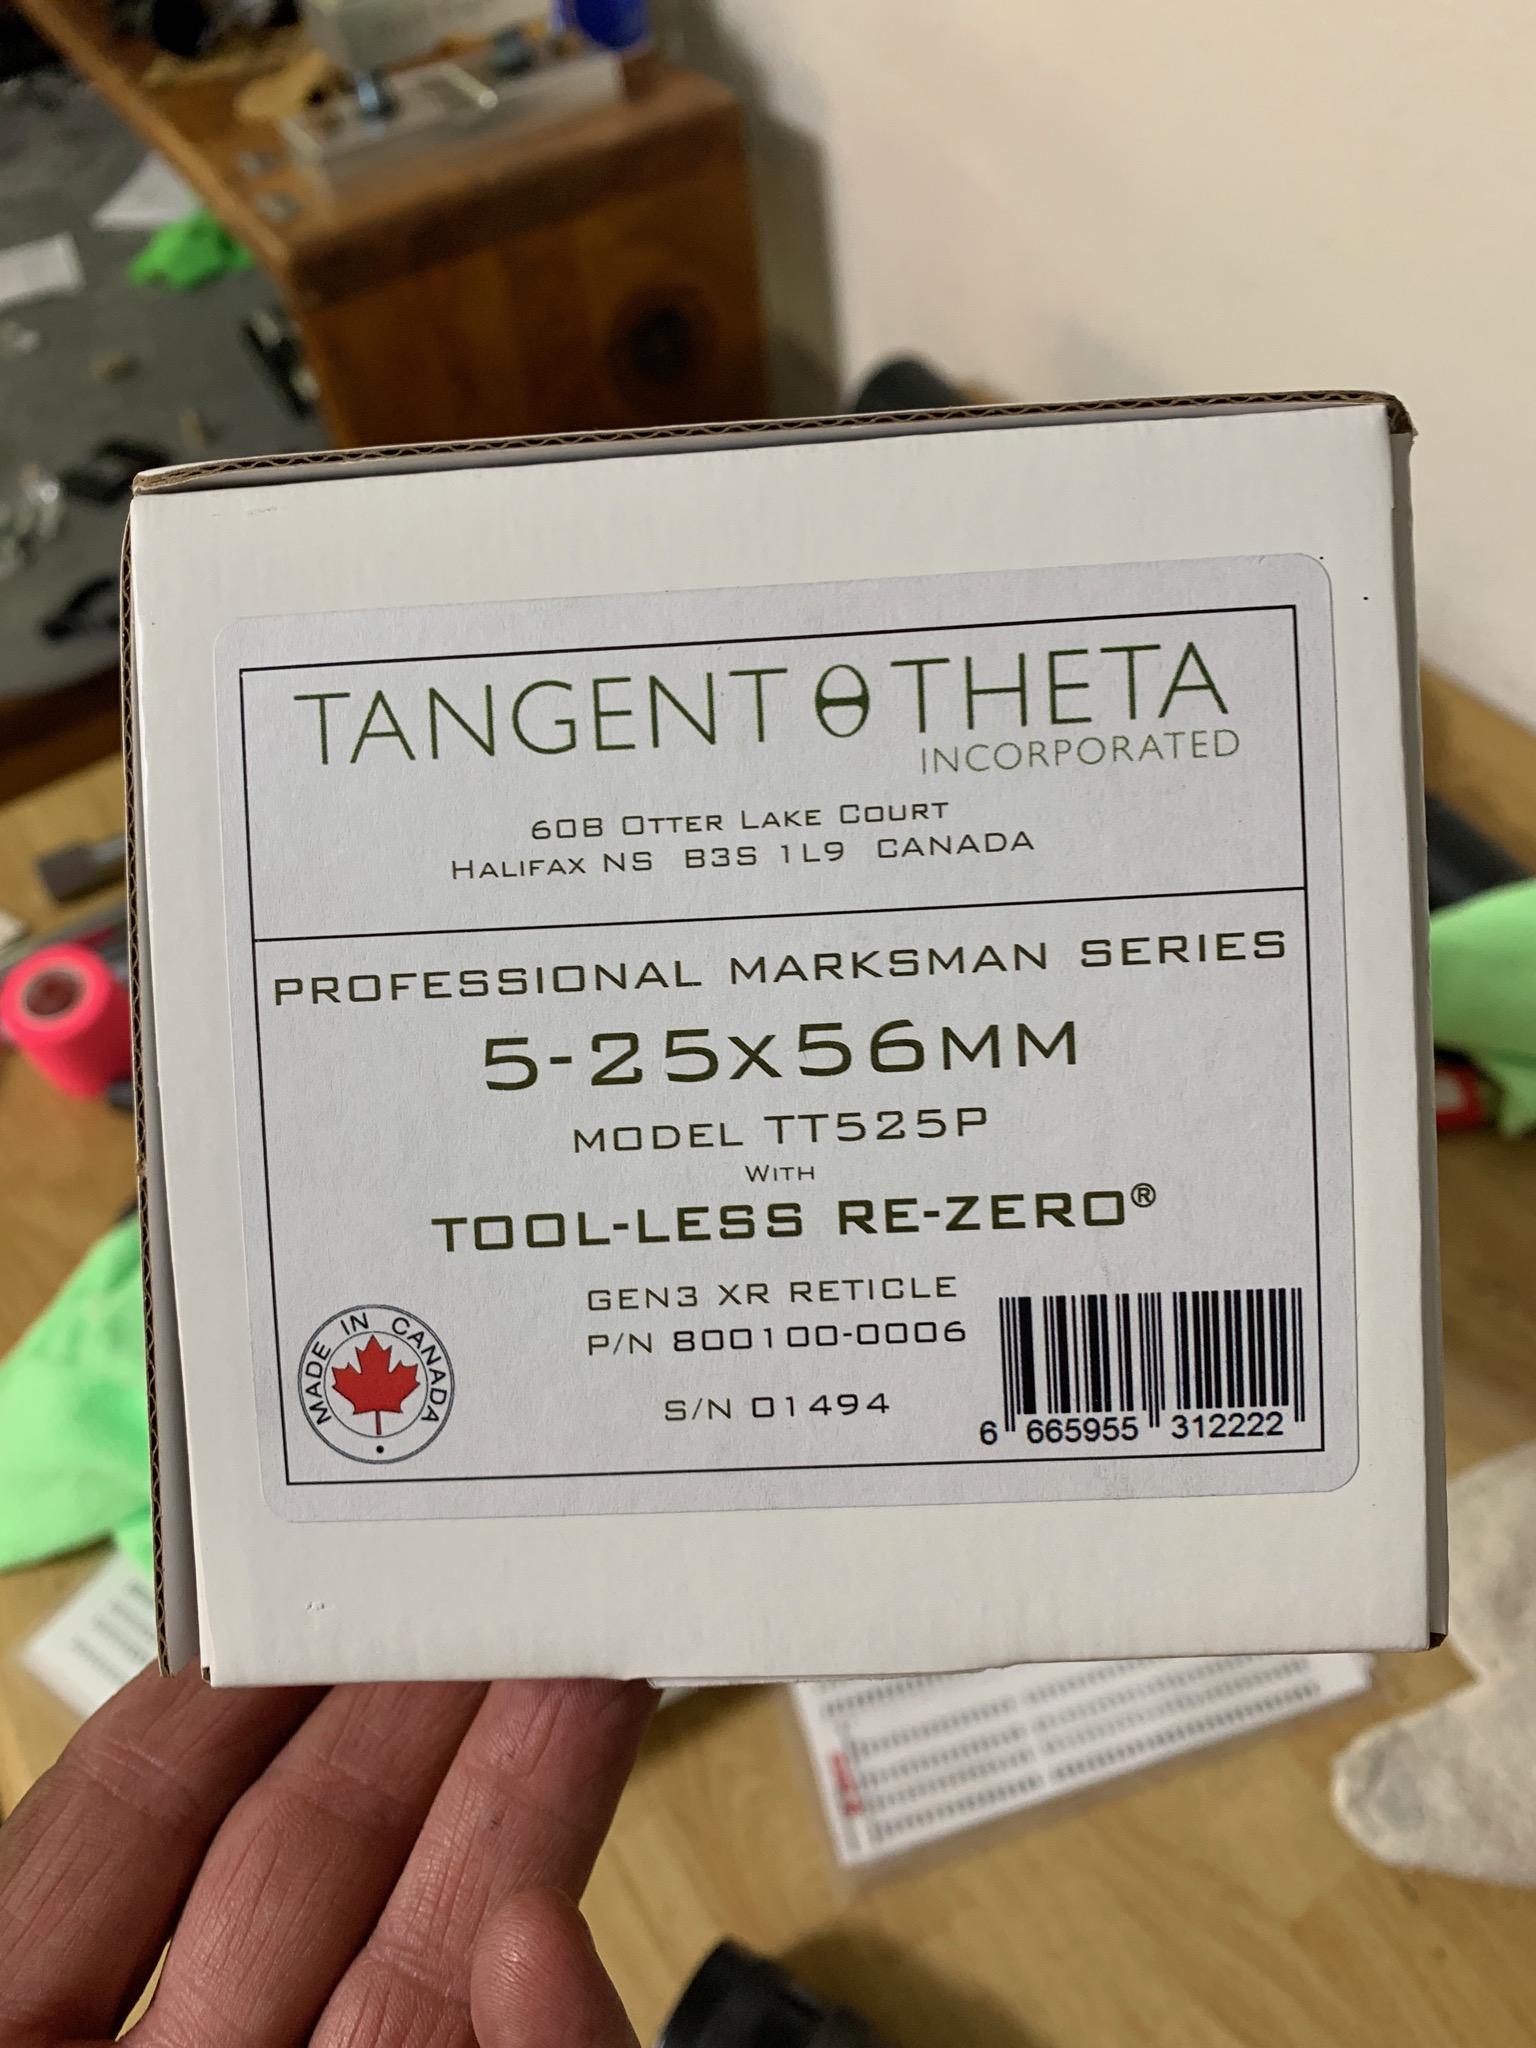 TANGENT θ THETA
INCORPORATED
60B OTTER LAKE COURT
HALIFAX NS B3S 1L9 CANADA
PROFESSIONAL MARKSMAN SERIES
5-25X56MM
MODEL TT525P
WITH
TOOL-LESS RE-ZERO®
GEN3 XR RETICLE
P/N 800100-0006
S/N 01494
MADE IN CANADA
6 665955 312222